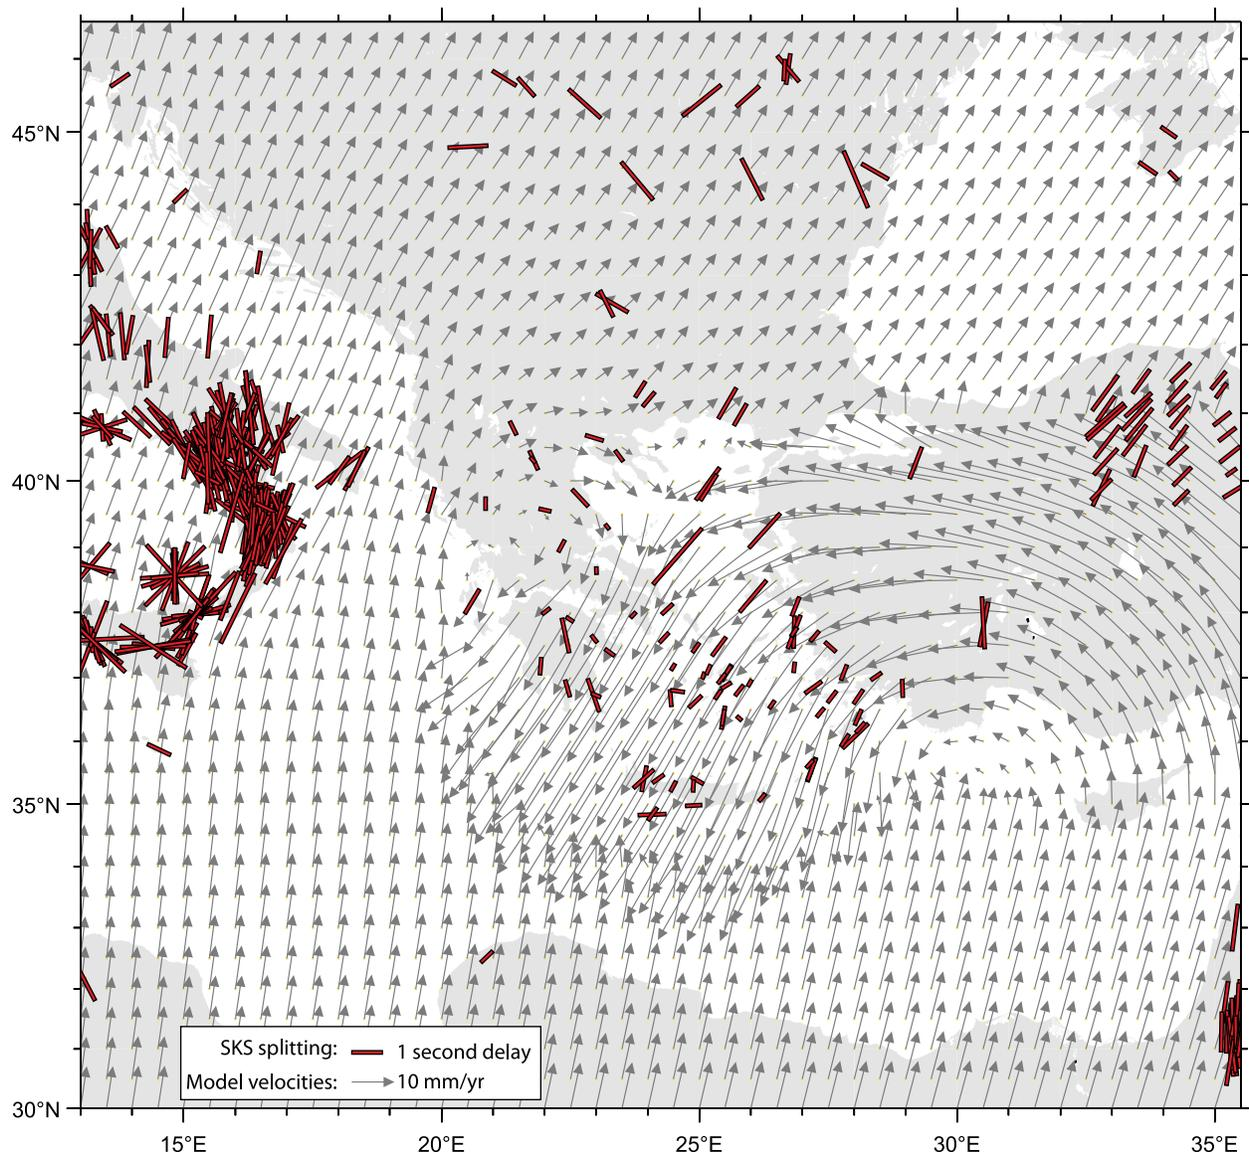 45°N
40°N
35°N
SKS splitting: 1 second delay
Model velocities: 10 mm/yr
30°N
15°E 20°E 25°E 30°E 35°E